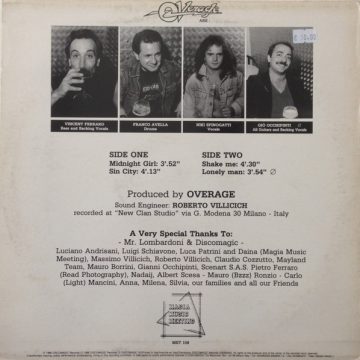 Overage
£ 50.00
VINCENT FERRARO
Bass and Backing Vocals
FRANCO AVELLA
Drums
NIKI SPINOGATTI
Vocals
GIÓ OCCHIPINTI
All Guitars and Backing Vocals
SIDE ONE
Midnight Girl: 3'.52"
Sin City: 4'.13"
SIDE TWO
Shake me: 4'.30"
Lonely man: 3'.54" ∅
Produced by OVERAGE
Sound Engineer: ROBERTO VILLICICH
recorded at "New Clan Studio" via G. Modena 30 Milano - Italy
A Very Special Thanks To:
- Mr. Lombardoni & Discomagic -
Luciano Andrisani, Luigi Schiavone, Luca Patrini and Daina (Magia Music
Meeting), Massimo Villicich, Roberto Villicich, Claudio Cozzutto, Mayland
Team, Mauro Borrini, Gianni Occhipinti, Scenart S.A.S. Pietro Ferraro
(Read Photography), Nadaij, Albert Scesa - Mauro (Bzzz) Ronzio - Carlo
(Light) Mancini, Anna, Milena, Silvia, our families and all our Friends
MAGIA
MUSIC
MEETING